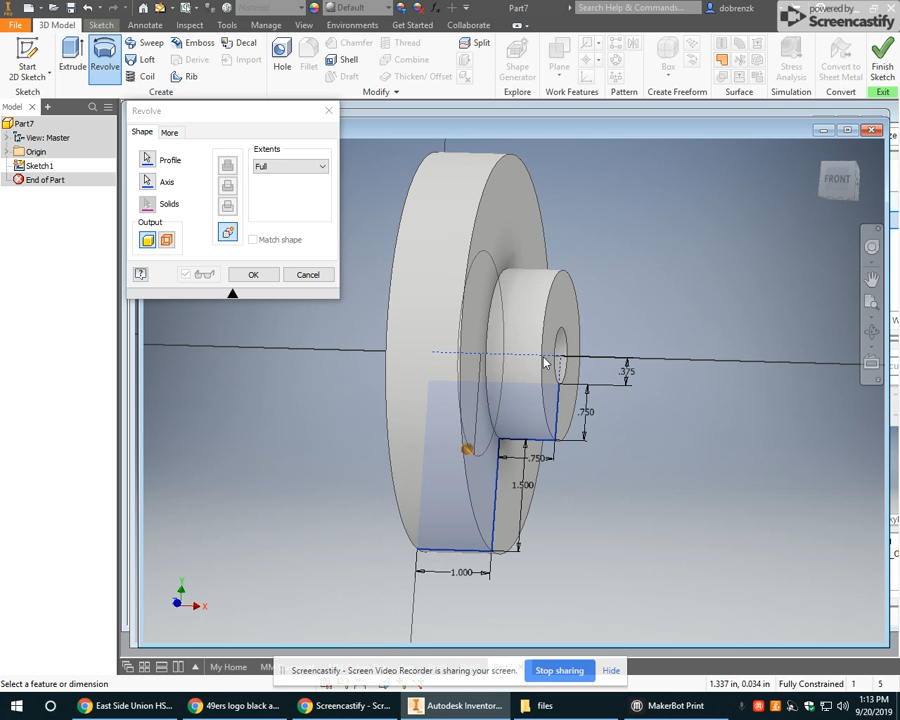 Material
Default
Part7
Search Help & Commands...
dobrenzk
powered by
Screencastify
File
3D Model
Sketch
Annotate
Inspect
Tools
Manage
View
Environments
Get Started
Collaborate
Start
2D Sketch
Extrude
Revolve
Sweep
Loft
Coil
Emboss
Derive
Rib
Decal
Import
Create
Hole
Fillet
Chamfer
Shell
Draft
Thread
Combine
Thicken/ Offset
Split
Modify
Shape
Generator
Explore
Work Features
Pattern
Box
Create Freeform
Surface
Stress
Analysis
Simulation
Convert to
Sheet Metal
Convert
Finish
Sketch
Exit
Model
Part7
View: Master
Origin
Sketch1
End of Part
Revolve
Shape
More
Profile
Axis
Solids
Output
Extents
Full
Match shape
OK
Cancel
FRONT
.375
.750
.750
1.500
1.000
Y
X
My Home
Screencastify - Screen Video Recorder is sharing your screen.
Stop sharing
Hide
Select a feature or dimension
1.337 in, 0.034 in
Fully Constrained
1
5
East Side Union HS...
49ers logo black a...
Screencastify - Sc...
Autodesk Inventor...
files
MakerBot Print
1:13 PM
9/20/2019